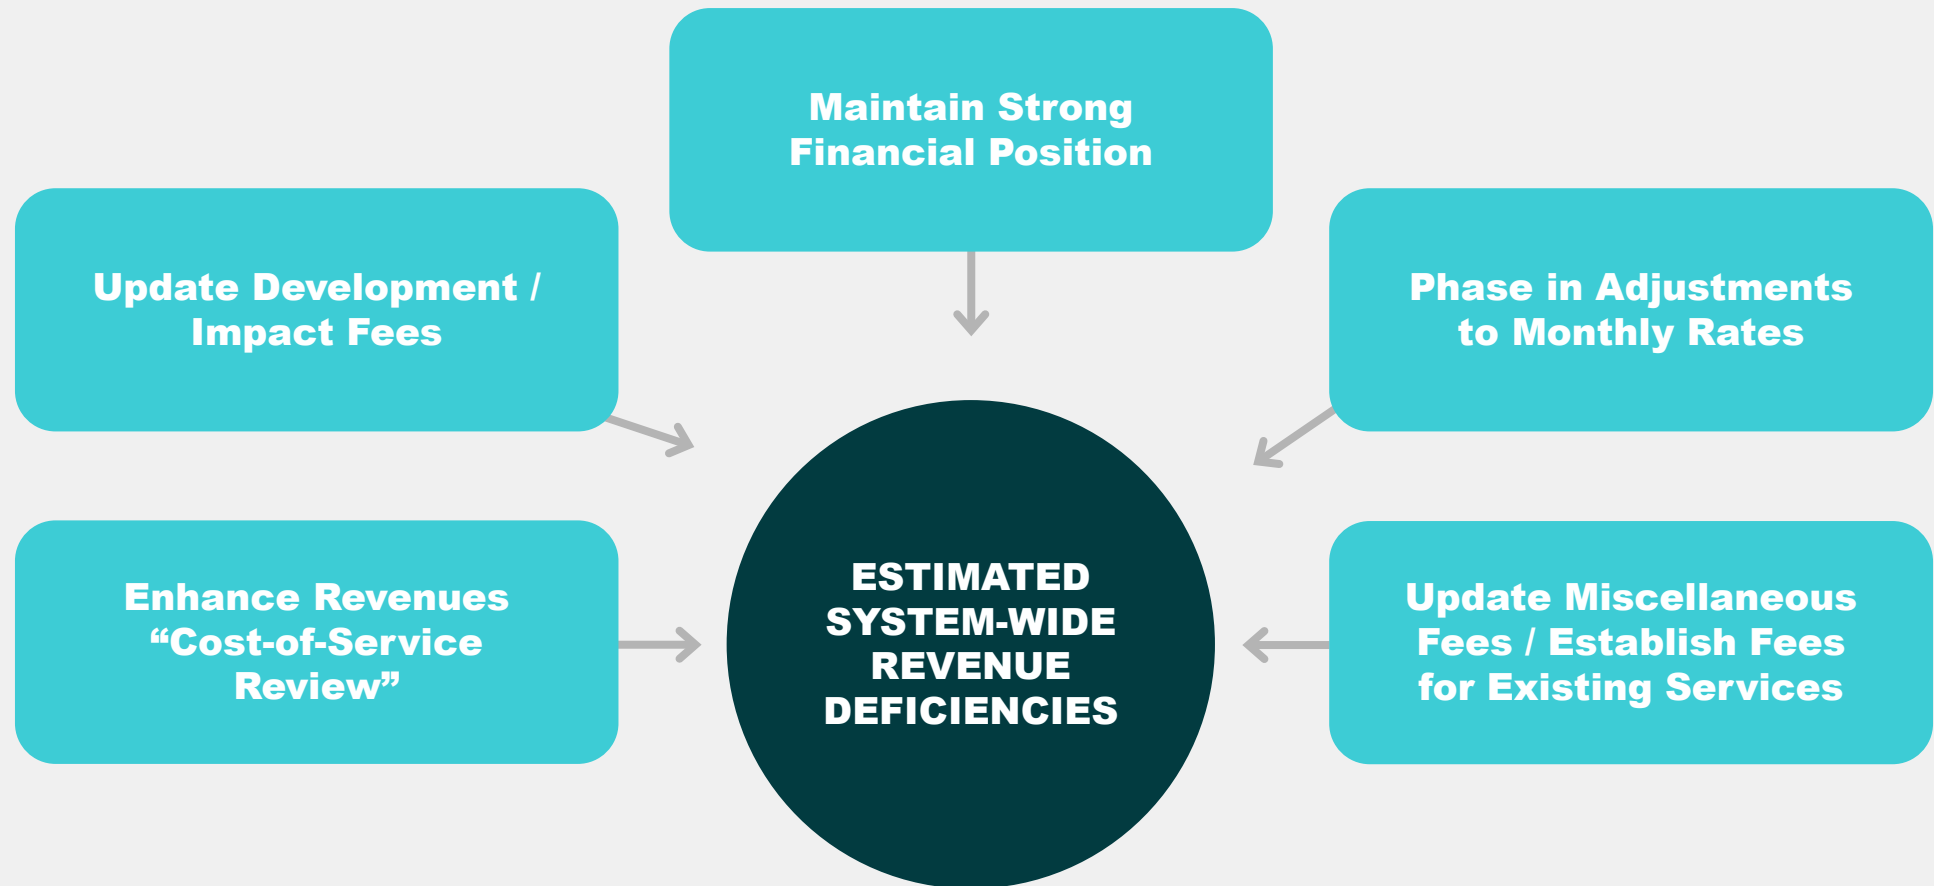 Maintain Strong
Financial Position
Update Development /
Impact Fees
Phase in Adjustments
to Monthly Rates
Enhance Revenues
“Cost-of-Service
Review”
ESTIMATED
SYSTEM-WIDE
REVENUE
DEFICIENCIES
Update Miscellaneous
Fees / Establish Fees
for Existing Services